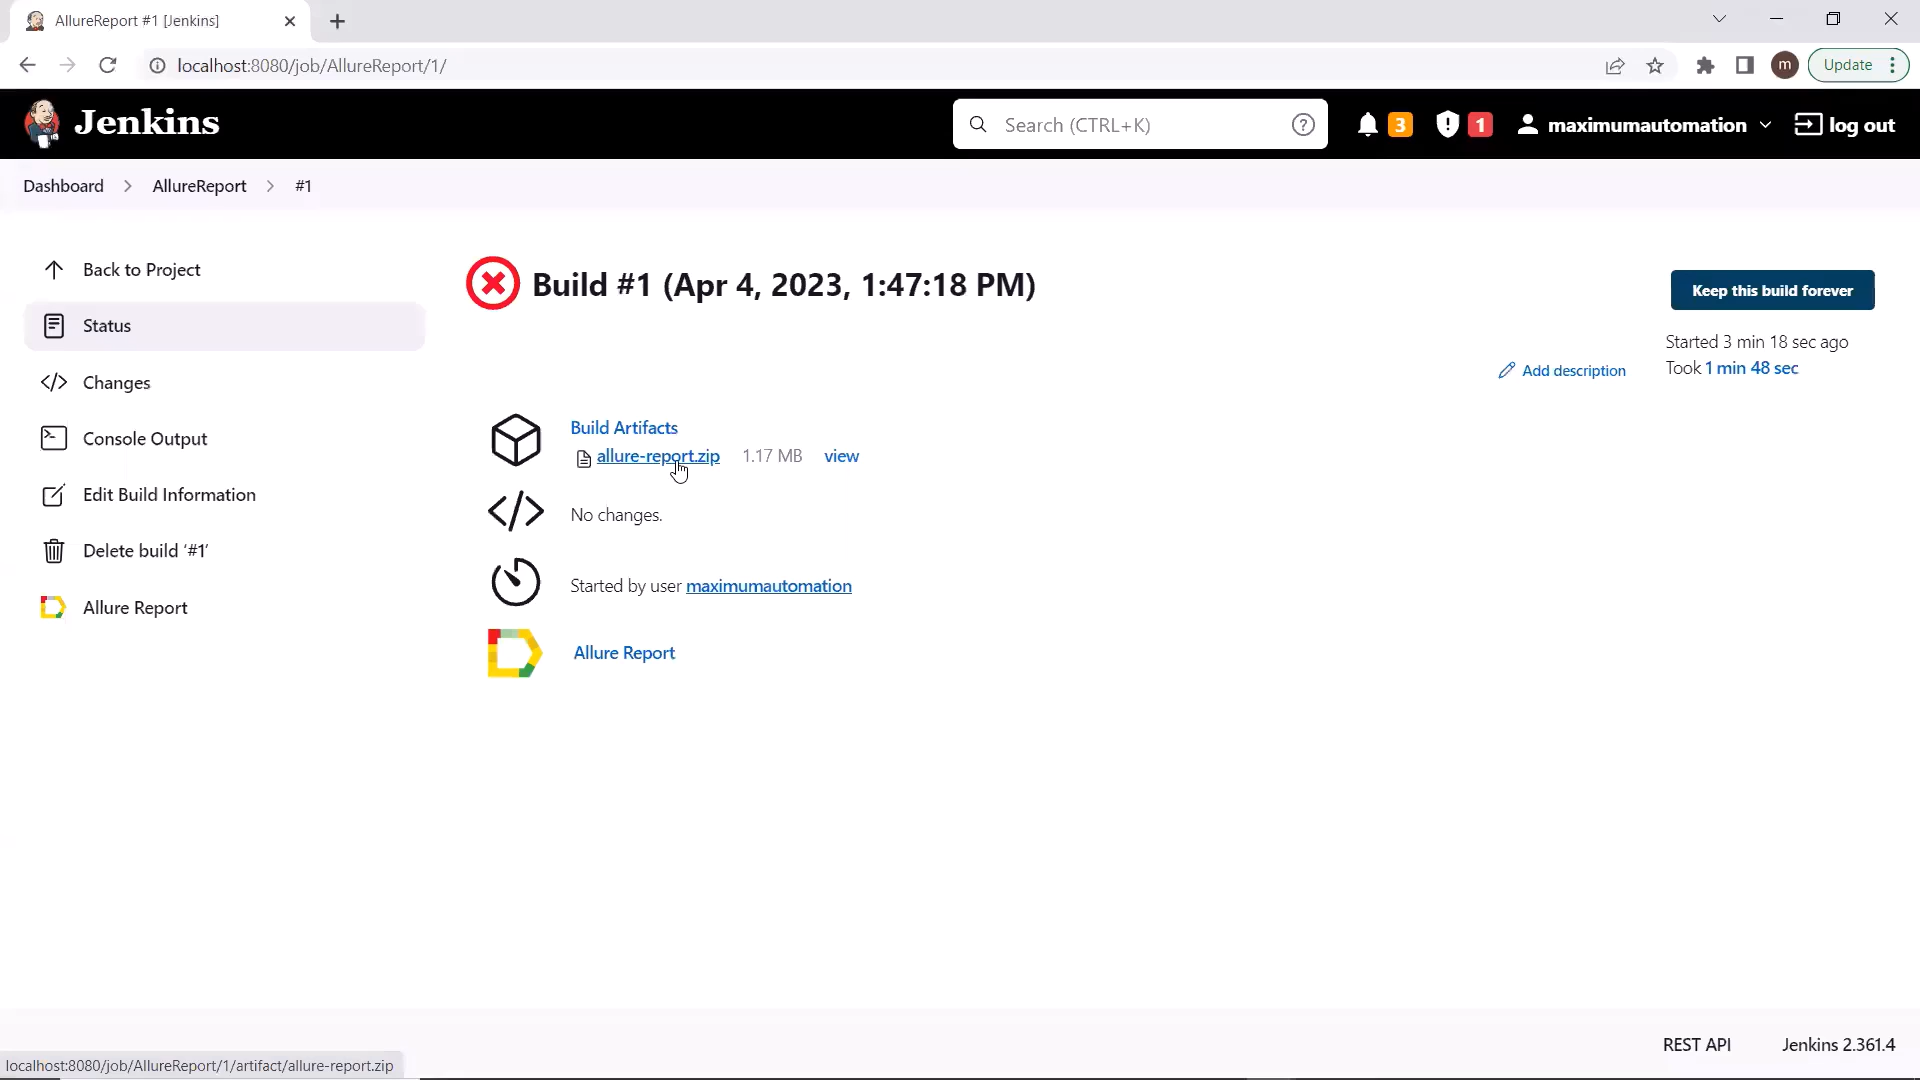 AllureReport #1 [Jenkins]
localhost:8080/job/AllureReport/1/
m
Update
Jenkins
Search (CTRL+K)
3
1
maximumautomation
log out
Dashboard
AllureReport
#1
Back to Project
Status
Changes
Console Output
Edit Build Information
Delete build ‘#1’
Allure Report
Build #1 (Apr 4, 2023, 1:47:18 PM)
Keep this build forever
Started 3 min 18 sec ago
Took 1 min 48 sec
Add description
Build Artifacts
allure-report.zip 1.17 MB view
No changes.
Started by user maximumautomation
Allure Report
REST API
Jenkins 2.361.4
localhost:8080/job/AllureReport/1/artifact/allure-report.zip